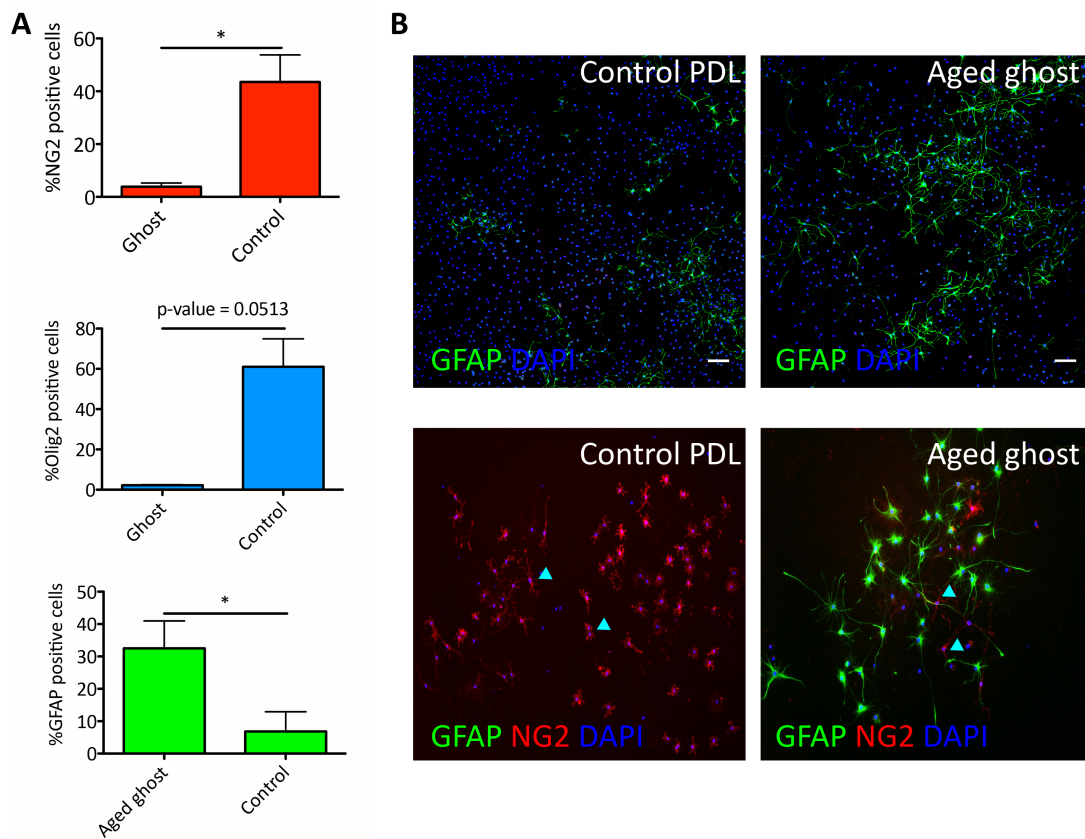 A
%NG2 positive cells
60
40
20
0
*
Ghost
Control
%Olig2 positive cells
p-value = 0.0513
80
60
40
20
0
Ghost
Control
%GFAP positive cells
50
40
30
20
10
0
*
Aged ghost
Control
B
Control PDL
GFAP DAPI
Aged ghost
GFAP DAPI
Control PDL
GFAP NG2 DAPI
Aged ghost
GFAP NG2 DAPI